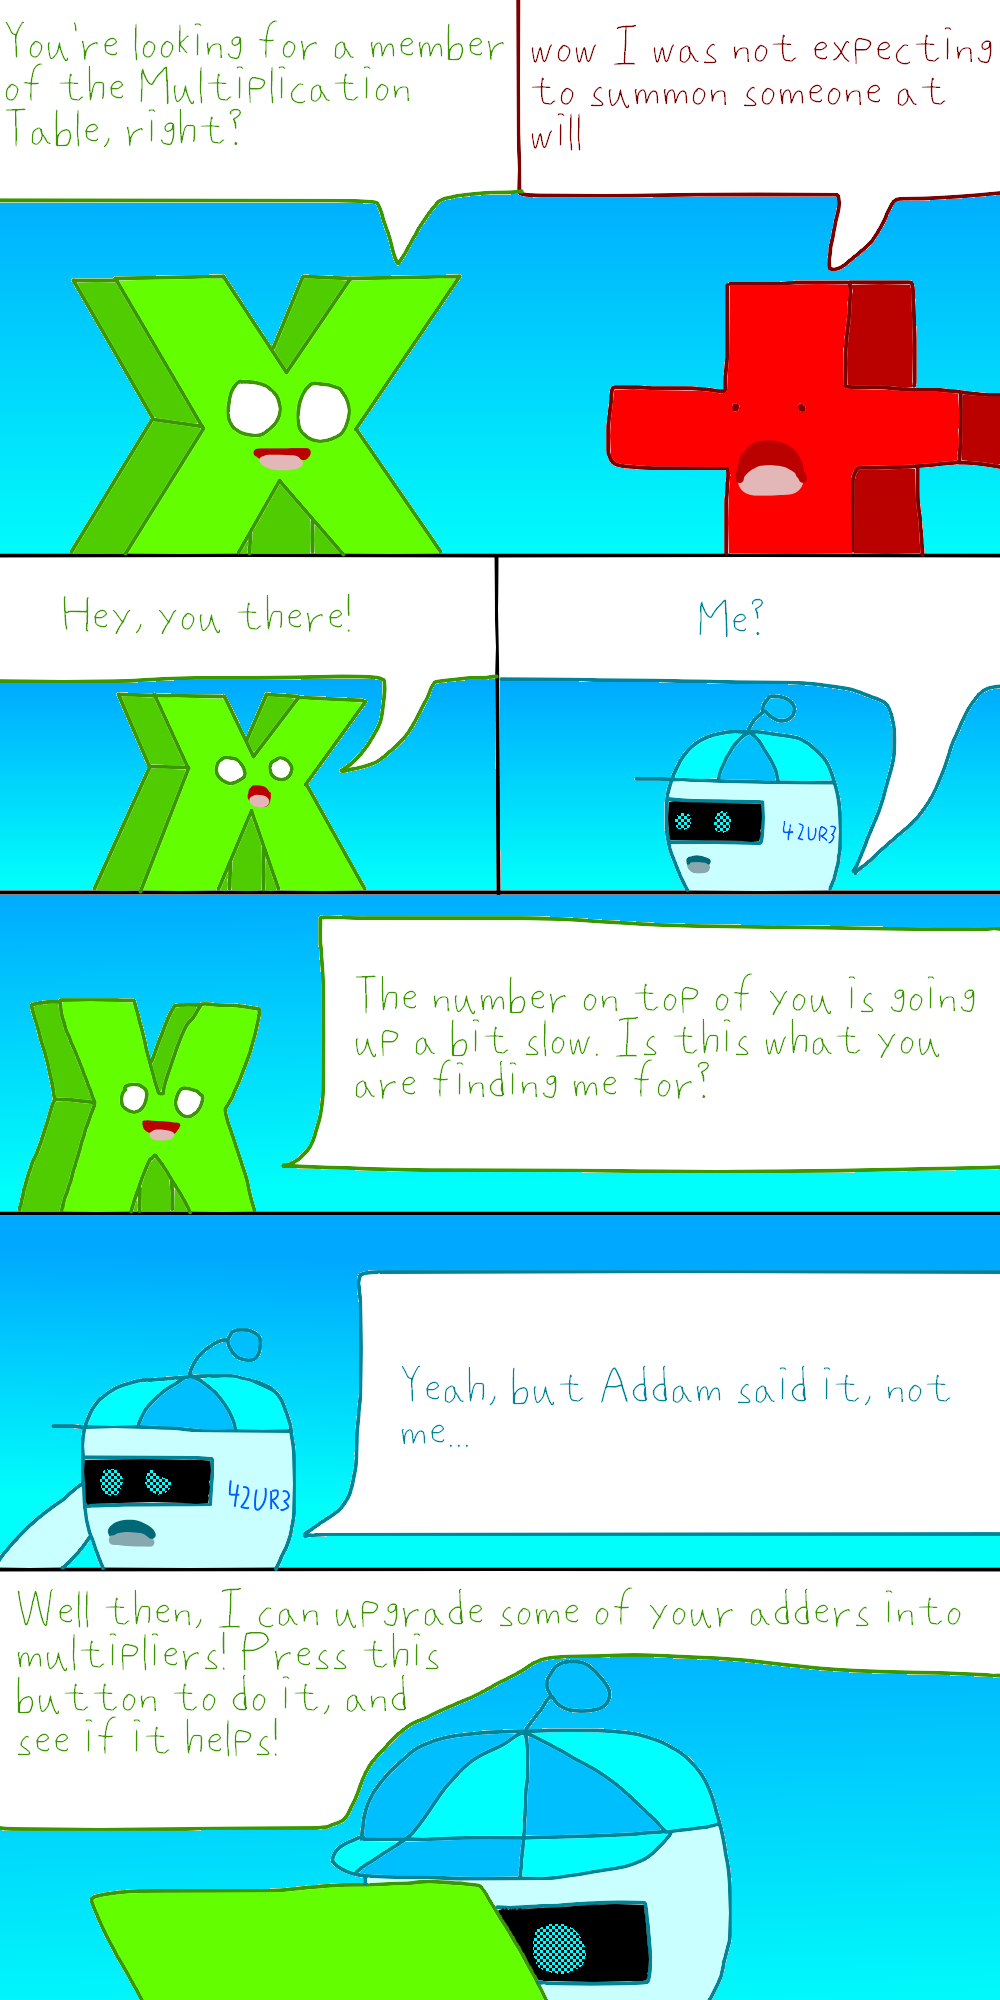 You're looking for a member
of the Multiplication
Table, right?
wow I was not expecting
to summon someone at
will
Hey, you there!
Me?
42UR3
The number on top of you is going
up a bit slow. Is this what you
are finding me for?
Yeah, but Addam said it, not
me...
42UR3
Well then, I can upgrade some of your adders into
multipliers! Press this
button to do it, and
see if it helps!